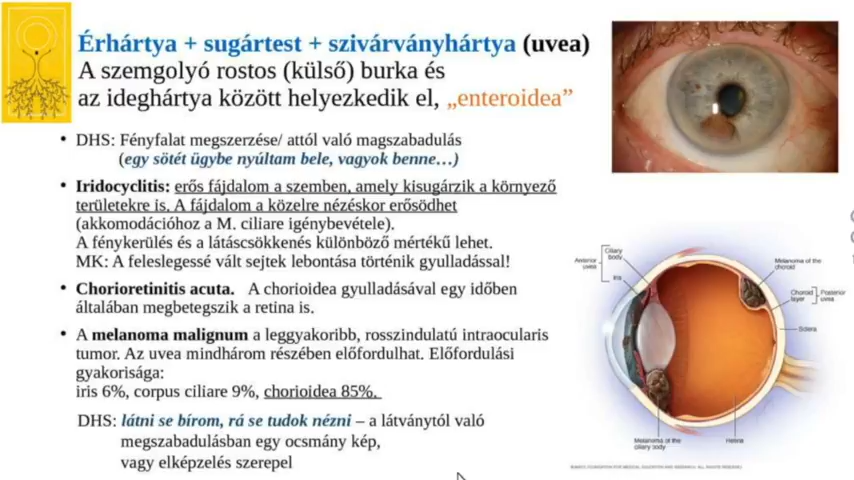 Érhártya + sugártest + szivárványhártya (uvea)
A szemgolyó rostos (külső) burka és
az ideghártya között helyezkedik el, „enteroidea”
• DHS: Fényfalat megszerzése/ attól való magszabadulás
(egy sötét ügybe nyúltam bele, vagyok benne…)
• Iridocyclitis: erős fájdalom a szemben, amely kisugárzik a környező
területekre is. A fájdalom a közelre nézéskor erősödhet
(akkomodációhoz a M. ciliare igénybevétele).
A fénykerülés és a látáscsökkenés különböző mértékű lehet.
MK: A feleslegessé vált sejtek lebontása történik gyulladással!
• Chorioretinitis acuta. A chorioidea gyulladásával egy időben
általában megbetegszik a retina is.
• A melanoma malignum a leggyakoribb, rosszindulatú intraocularis
tumor. Az uvea mindhárom részében előfordulhat. Előfordulási
gyakorisága:
iris 6%, corpus ciliare 9%, chorioidea 85%.
DHS: látni se bírom, rá se tudok nézni – a látványtól való
megszabadulásban egy ocsmány kép,
vagy elképzelés szerepel
Anterior
uvea
Ciliary
body
Iris
Melanoma of the
choroid
Choroid
layer
Posterior
uvea
Sclera
Melanoma of the
ciliary body
Retina